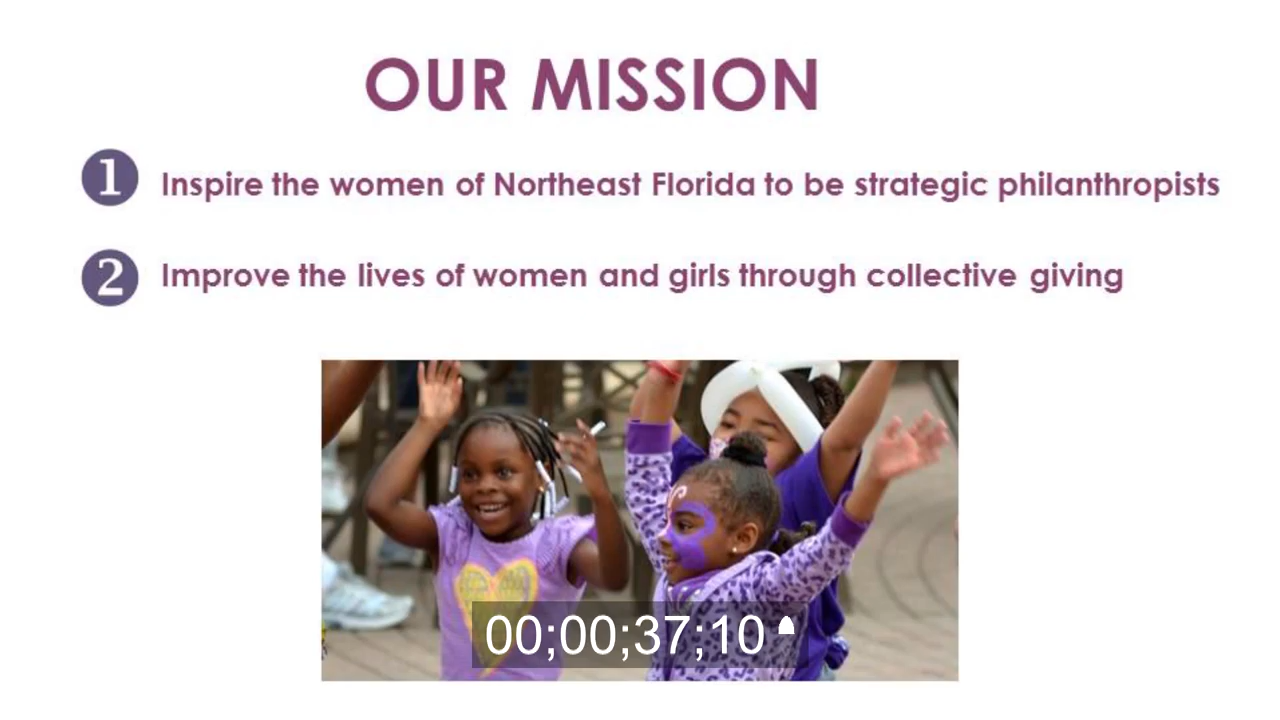 OUR MISSION
1 Inspire the women of Northeast Florida to be strategic philanthropists
2 Improve the lives of women and girls through collective giving
00;00;37;10